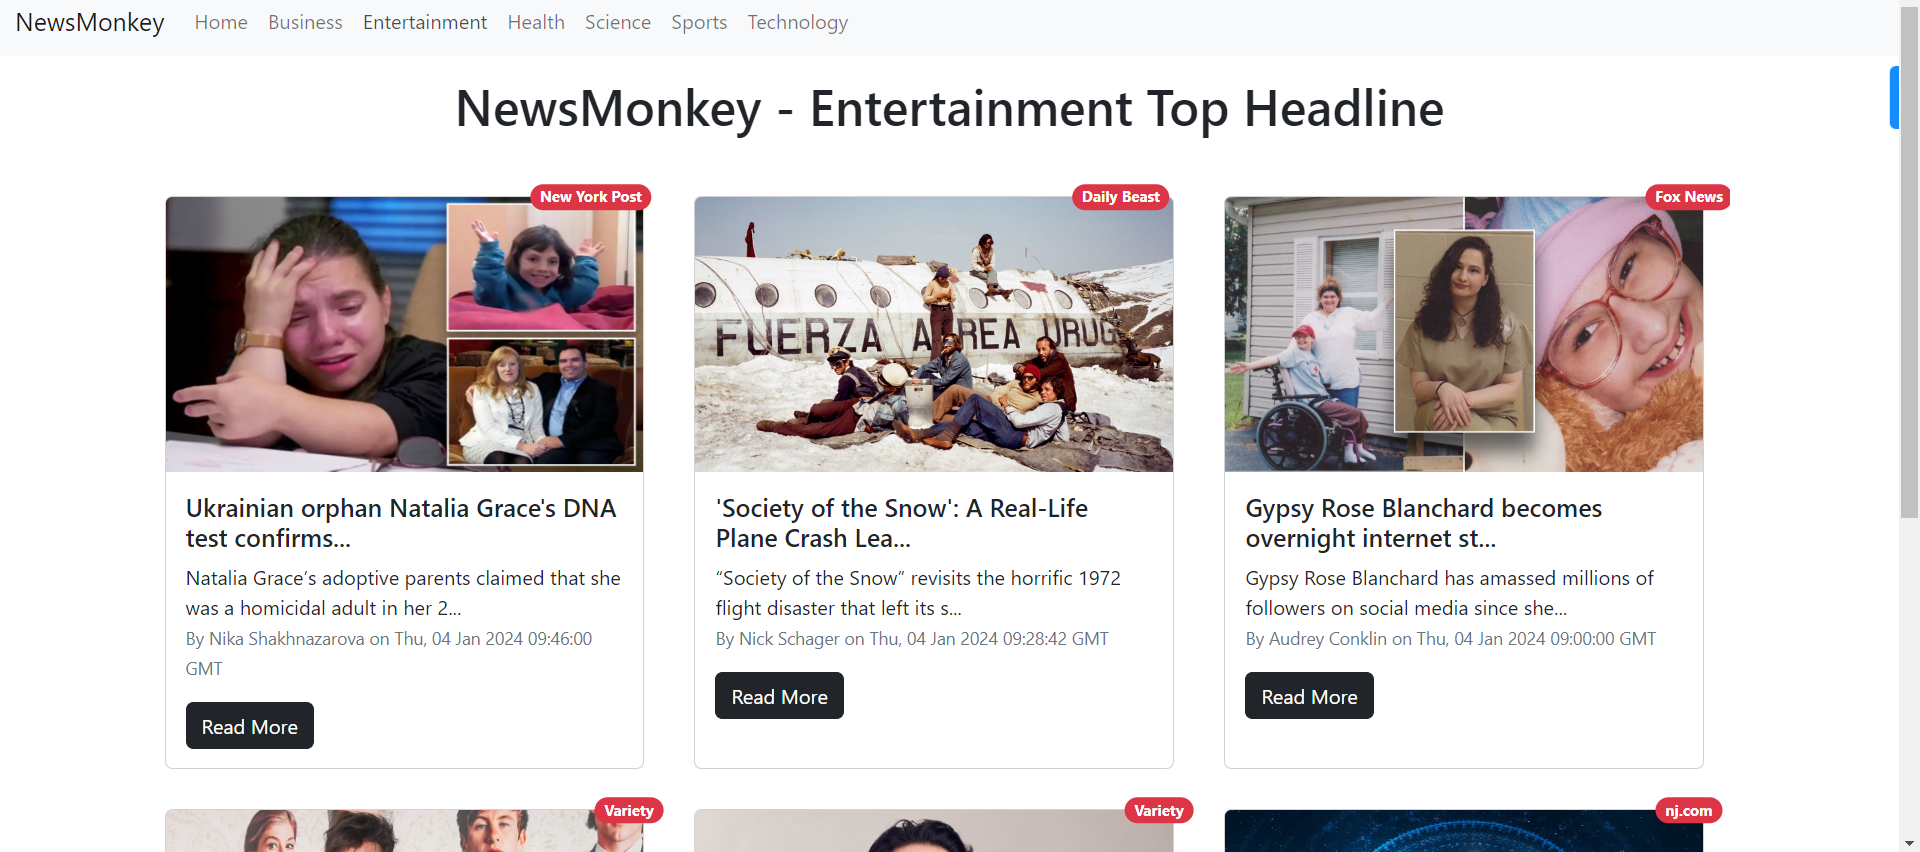 NewsMonkey Home Business Entertainment Health Science Sports Technology
NewsMonkey - Entertainment Top Headline
New York Post
Daily Beast
Fox News
FUERZA AEREA URUG
Ukrainian orphan Natalia Grace's DNA
test confirms...
Natalia Grace’s adoptive parents claimed that she
was a homicidal adult in her 2...
By Nika Shakhnazarova on Thu, 04 Jan 2024 09:46:00
GMT
Read More
'Society of the Snow': A Real-Life
Plane Crash Lea...
“Society of the Snow” revisits the horrific 1972
flight disaster that left its s...
By Nick Schager on Thu, 04 Jan 2024 09:28:42 GMT
Read More
Gypsy Rose Blanchard becomes
overnight internet st...
Gypsy Rose Blanchard has amassed millions of
followers on social media since she...
By Audrey Conklin on Thu, 04 Jan 2024 09:00:00 GMT
Read More
Variety
Variety
nj.com